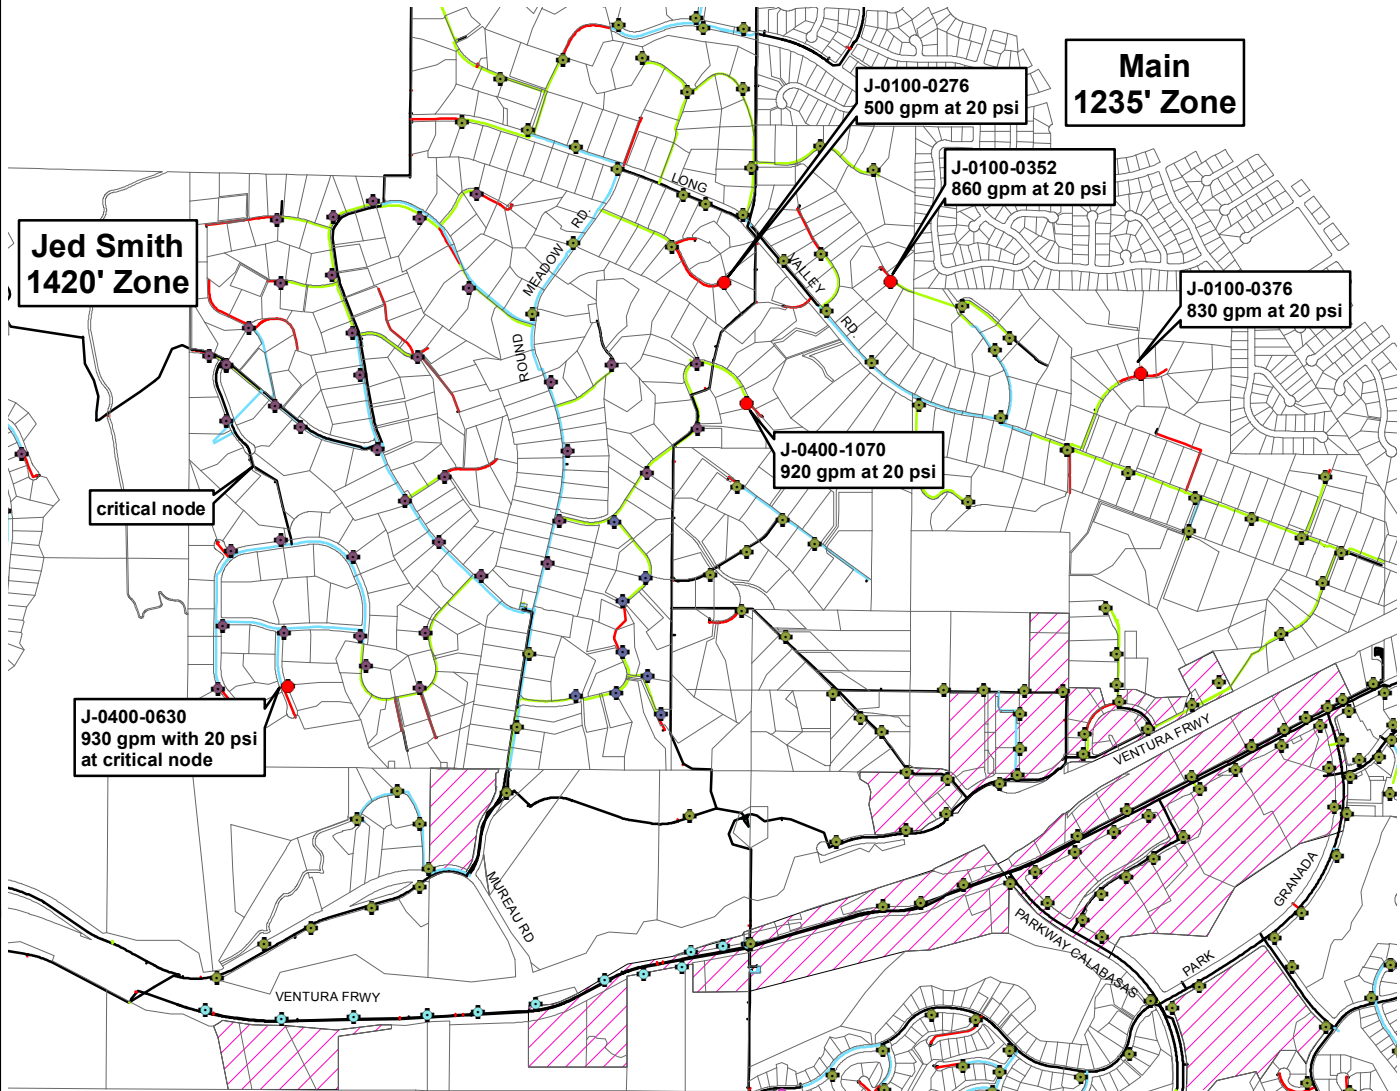 Main
1235' Zone
J-0100-0276
500 gpm at 20 psi
J-0100-0352
860 gpm at 20 psi
LONG
Jed Smith
1420' Zone
MEADOW RD.
VALLEY
RD.
J-0100-0376
830 gpm at 20 psi
ROUND
J-0400-1070
920 gpm at 20 psi
critical node
J-0400-0630
930 gpm with 20 psi
at critical node
VENTURA FRWY
MUREAU RD
GRANADA
PARKWAY CALABASAS
PARK
VENTURA FRWY